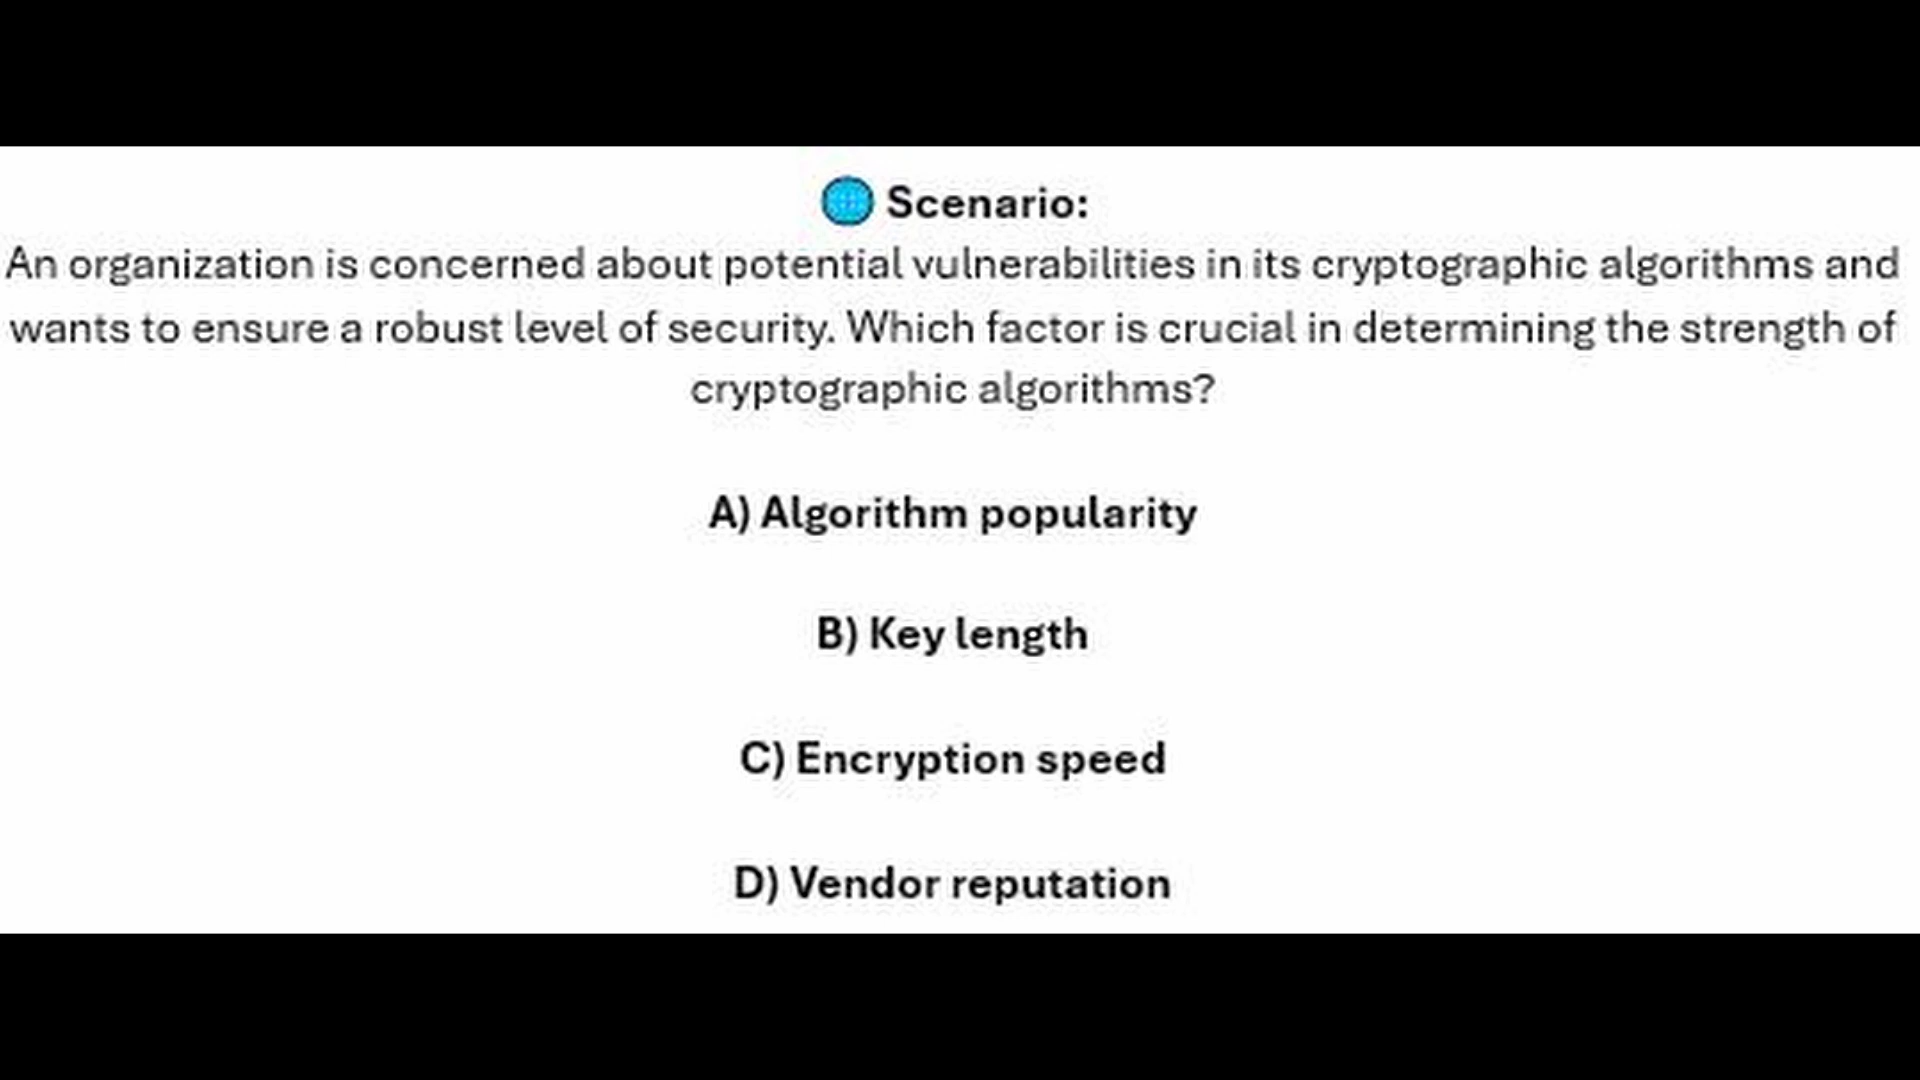 Scenario:
An organization is concerned about potential vulnerabilities in its cryptographic algorithms and
wants to ensure a robust level of security. Which factor is crucial in determining the strength of
cryptographic algorithms?
A) Algorithm popularity
B) Key length
C) Encryption speed
D) Vendor reputation